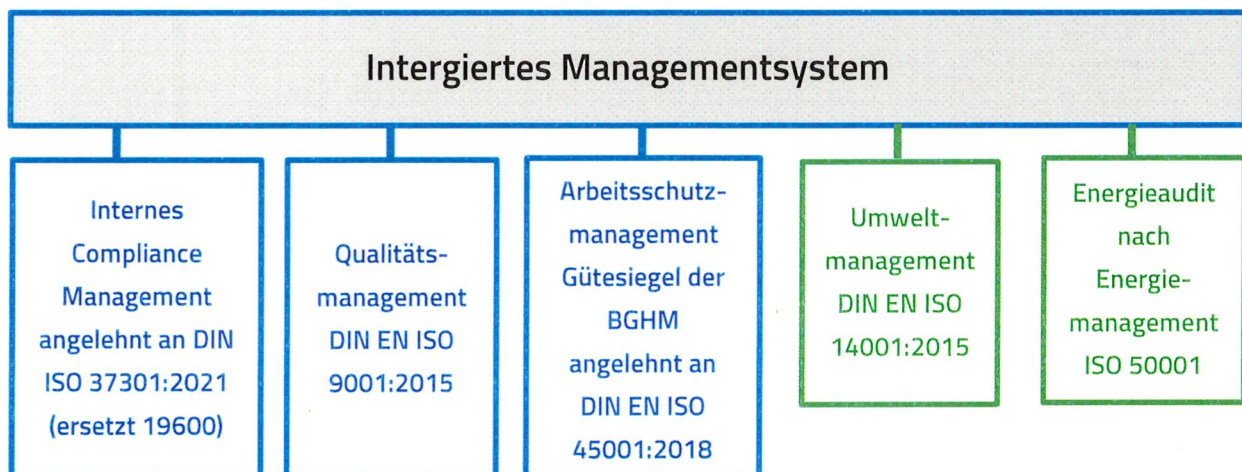 Intergiertes Managementsystem
Internes
Compliance
Management
angelehnt an DIN
ISO 37301:2021
(ersetzt 19600)
Qualitäts-
management
DIN EN ISO
9001:2015
Arbeitsschutz-
management
Gütesiegel der
BGHM
angelehnt an
DIN EN ISO
45001:2018
Umwelt-
management
DIN EN ISO
14001:2015
Energieaudit
nach
Energie-
management
ISO 50001